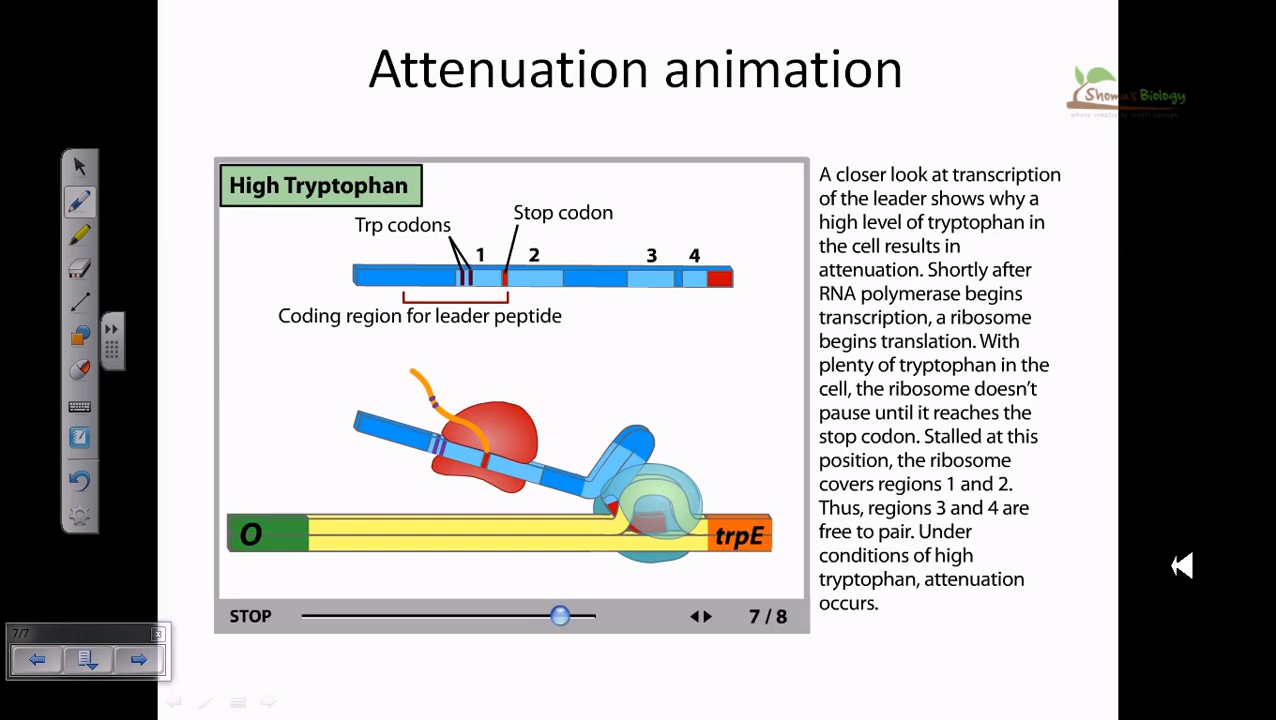 Attenuation animation
Shomu's Biology
High Tryptophan
Trp codons
Stop codon
1
2
3
4
Coding region for leader peptide
O
trpE
STOP
7 / 8
A closer look at transcription
of the leader shows why a
high level of tryptophan in
the cell results in
attenuation. Shortly after
RNA polymerase begins
transcription, a ribosome
begins translation. With
plenty of tryptophan in the
cell, the ribosome doesn't
pause until it reaches the
stop codon. Stalled at this
position, the ribosome
covers regions 1 and 2.
Thus, regions 3 and 4 are
free to pair. Under
conditions of high
tryptophan, attenuation
occurs.
7/7